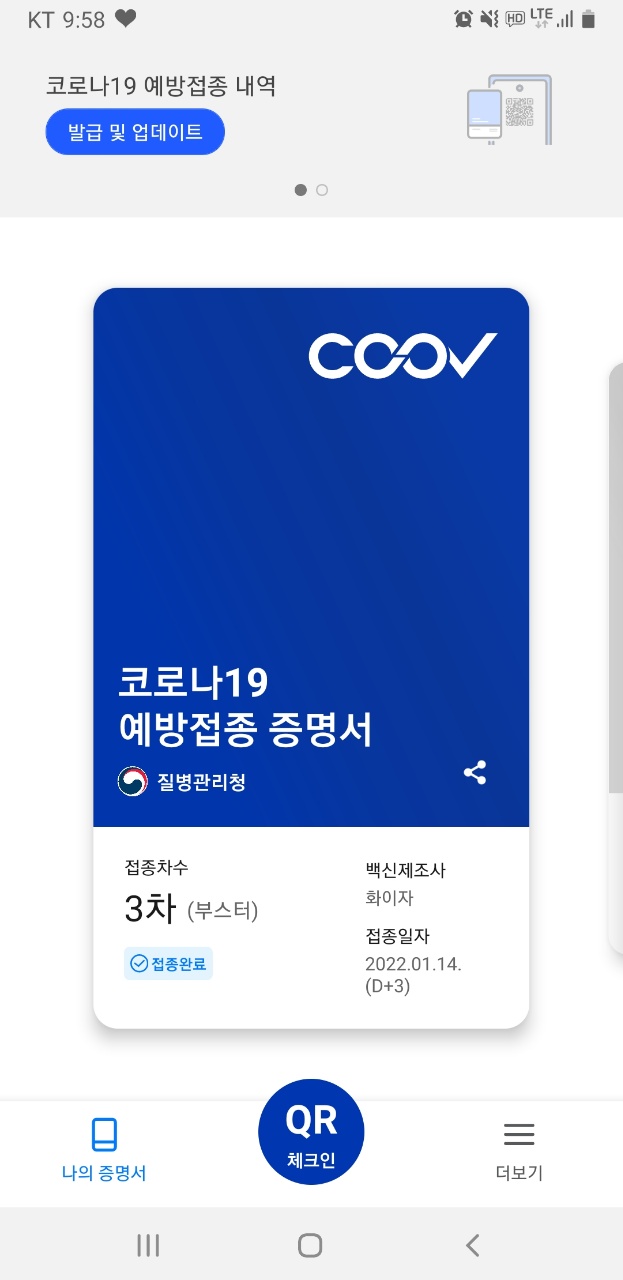 KT 9:58
HD LTE
코로나19 예방접종 내역
발급 및 업데이트
COOV
코로나19
예방접종 증명서
질병관리청
접종차수
3차 (부스터)
접종완료
백신제조사
화이자
접종일자
2022.01.14.
(D+3)
나의 증명서
QR
체크인
더보기